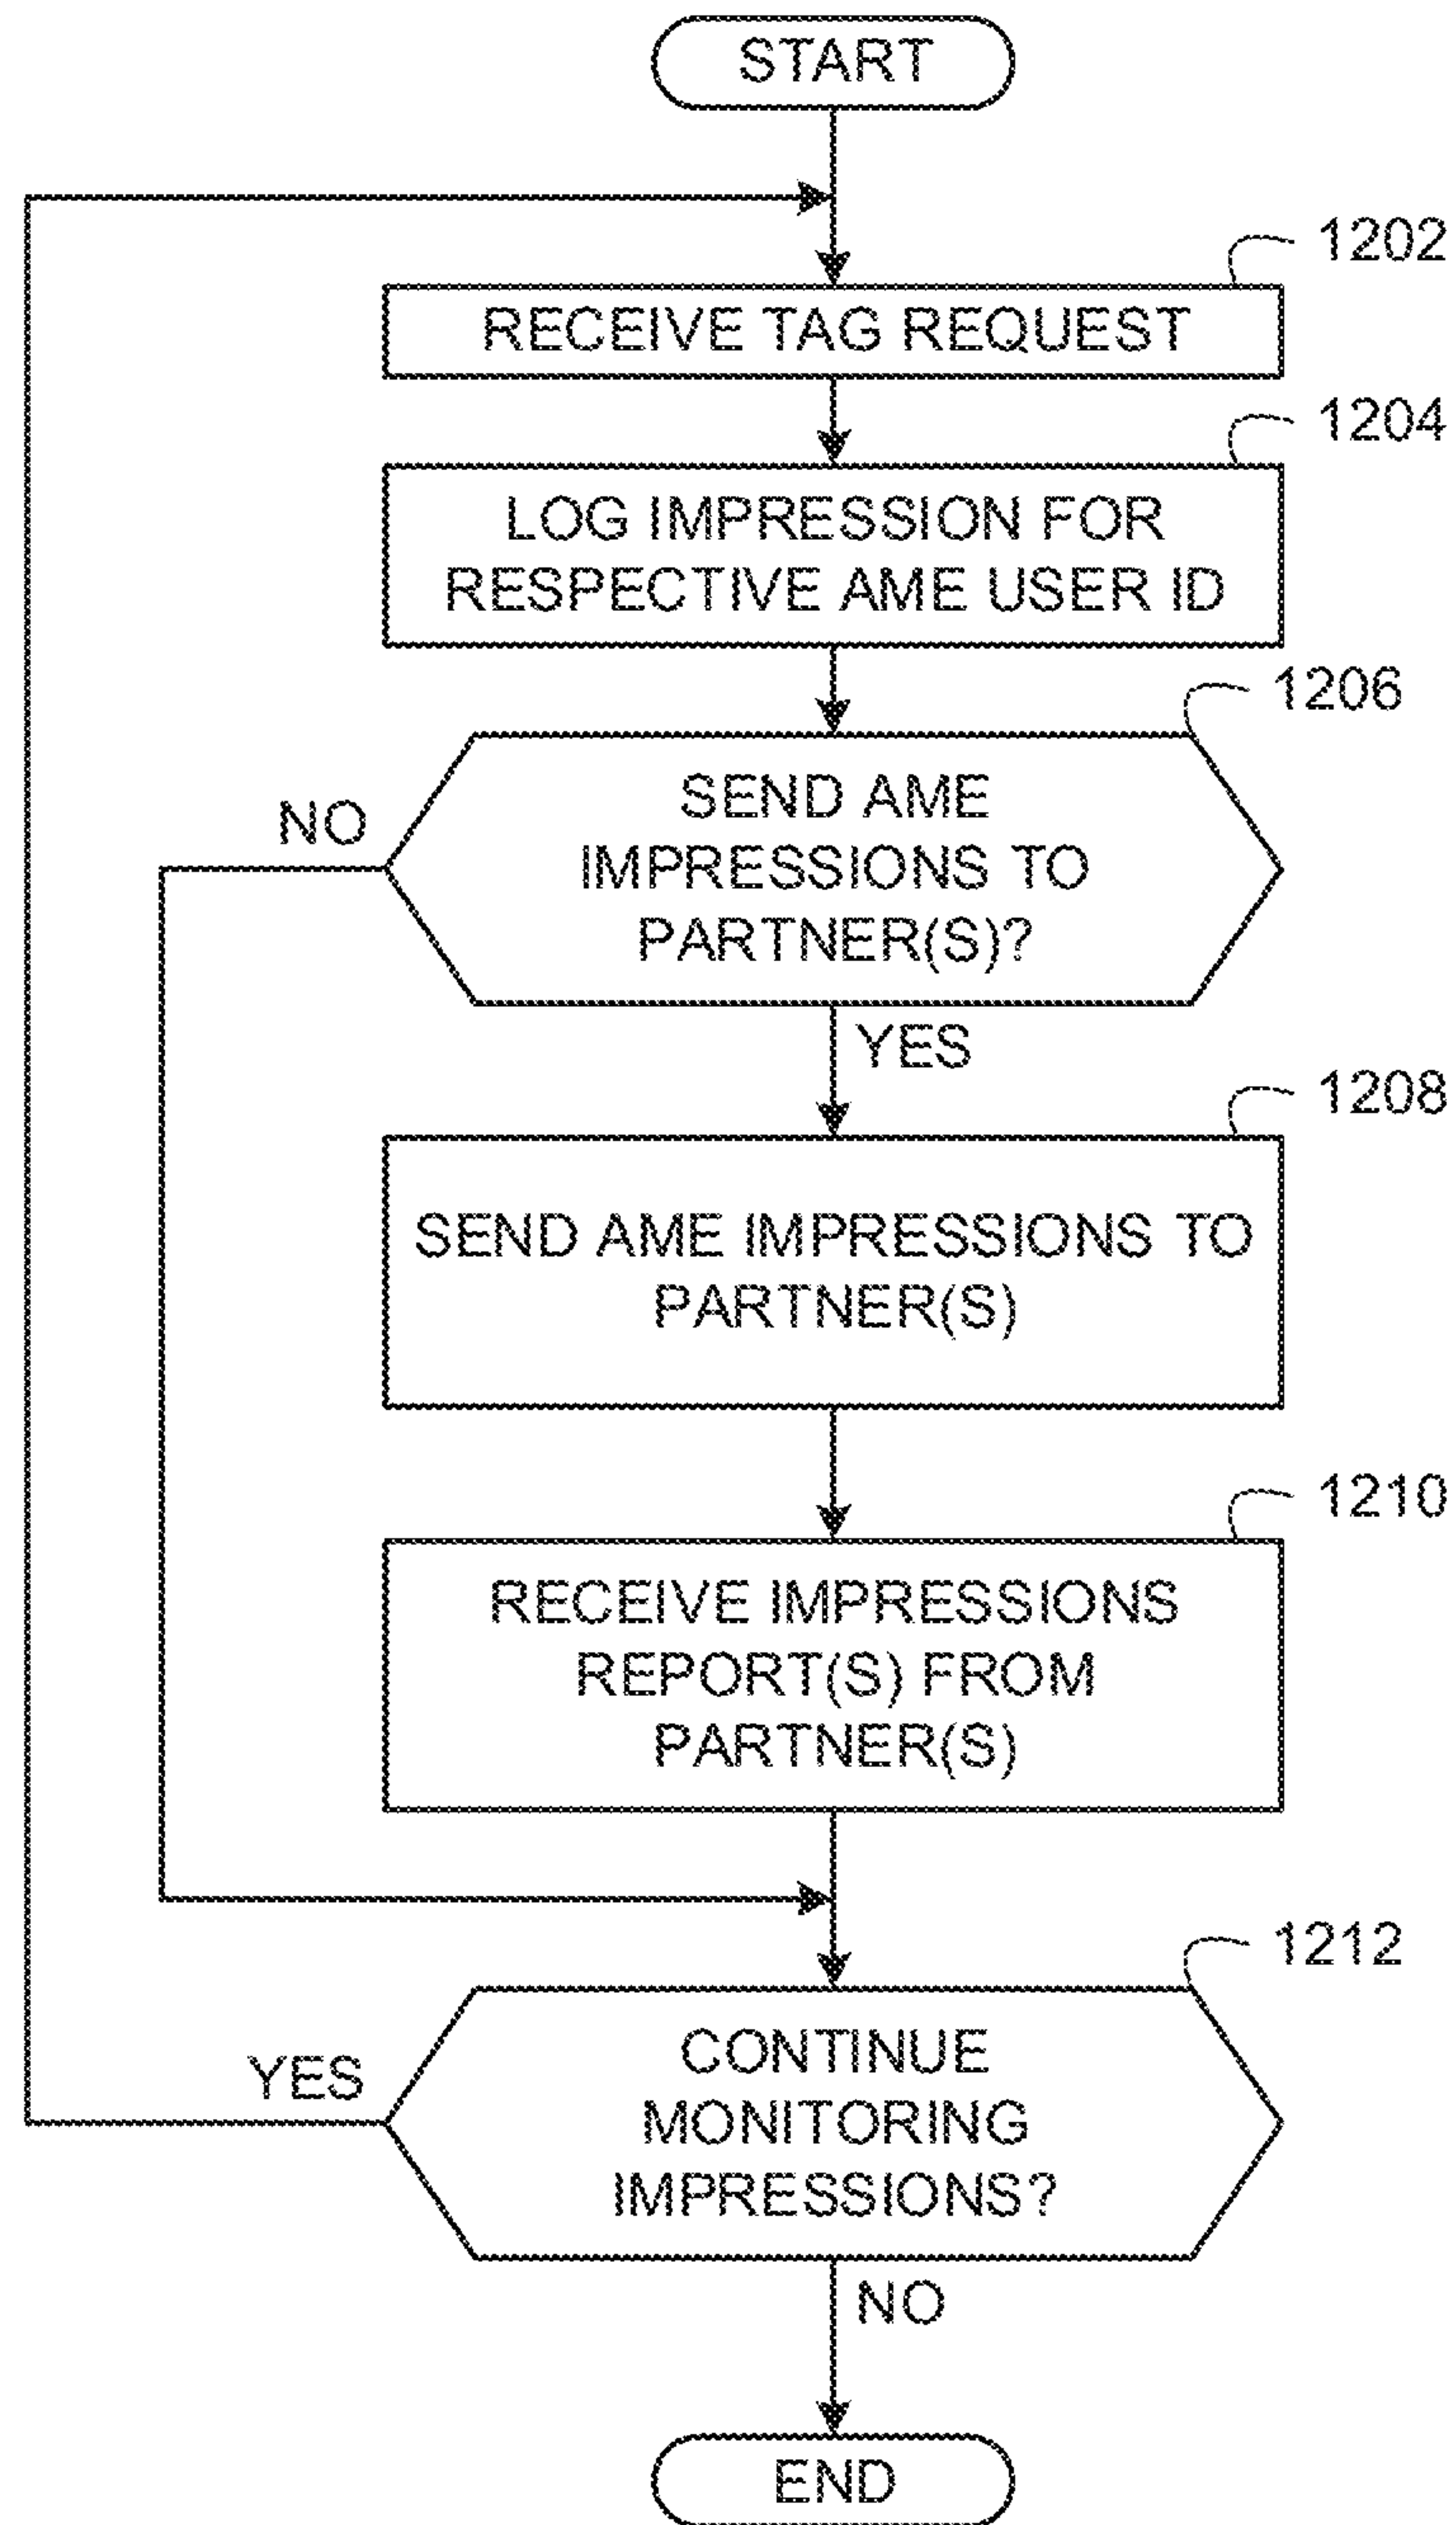 START
1202
RECEIVE TAG REQUEST
1204
LOG IMPRESSION FOR
RESPECTIVE AME USER ID
1206
SEND AME
IMPRESSIONS TO
PARTNER(S)?
NO
YES
1208
SEND AME IMPRESSIONS TO
PARTNER(S)
1210
RECEIVE IMPRESSIONS
REPORT(S) FROM
PARTNER(S)
1212
CONTINUE
MONITORING
IMPRESSIONS?
YES
NO
END